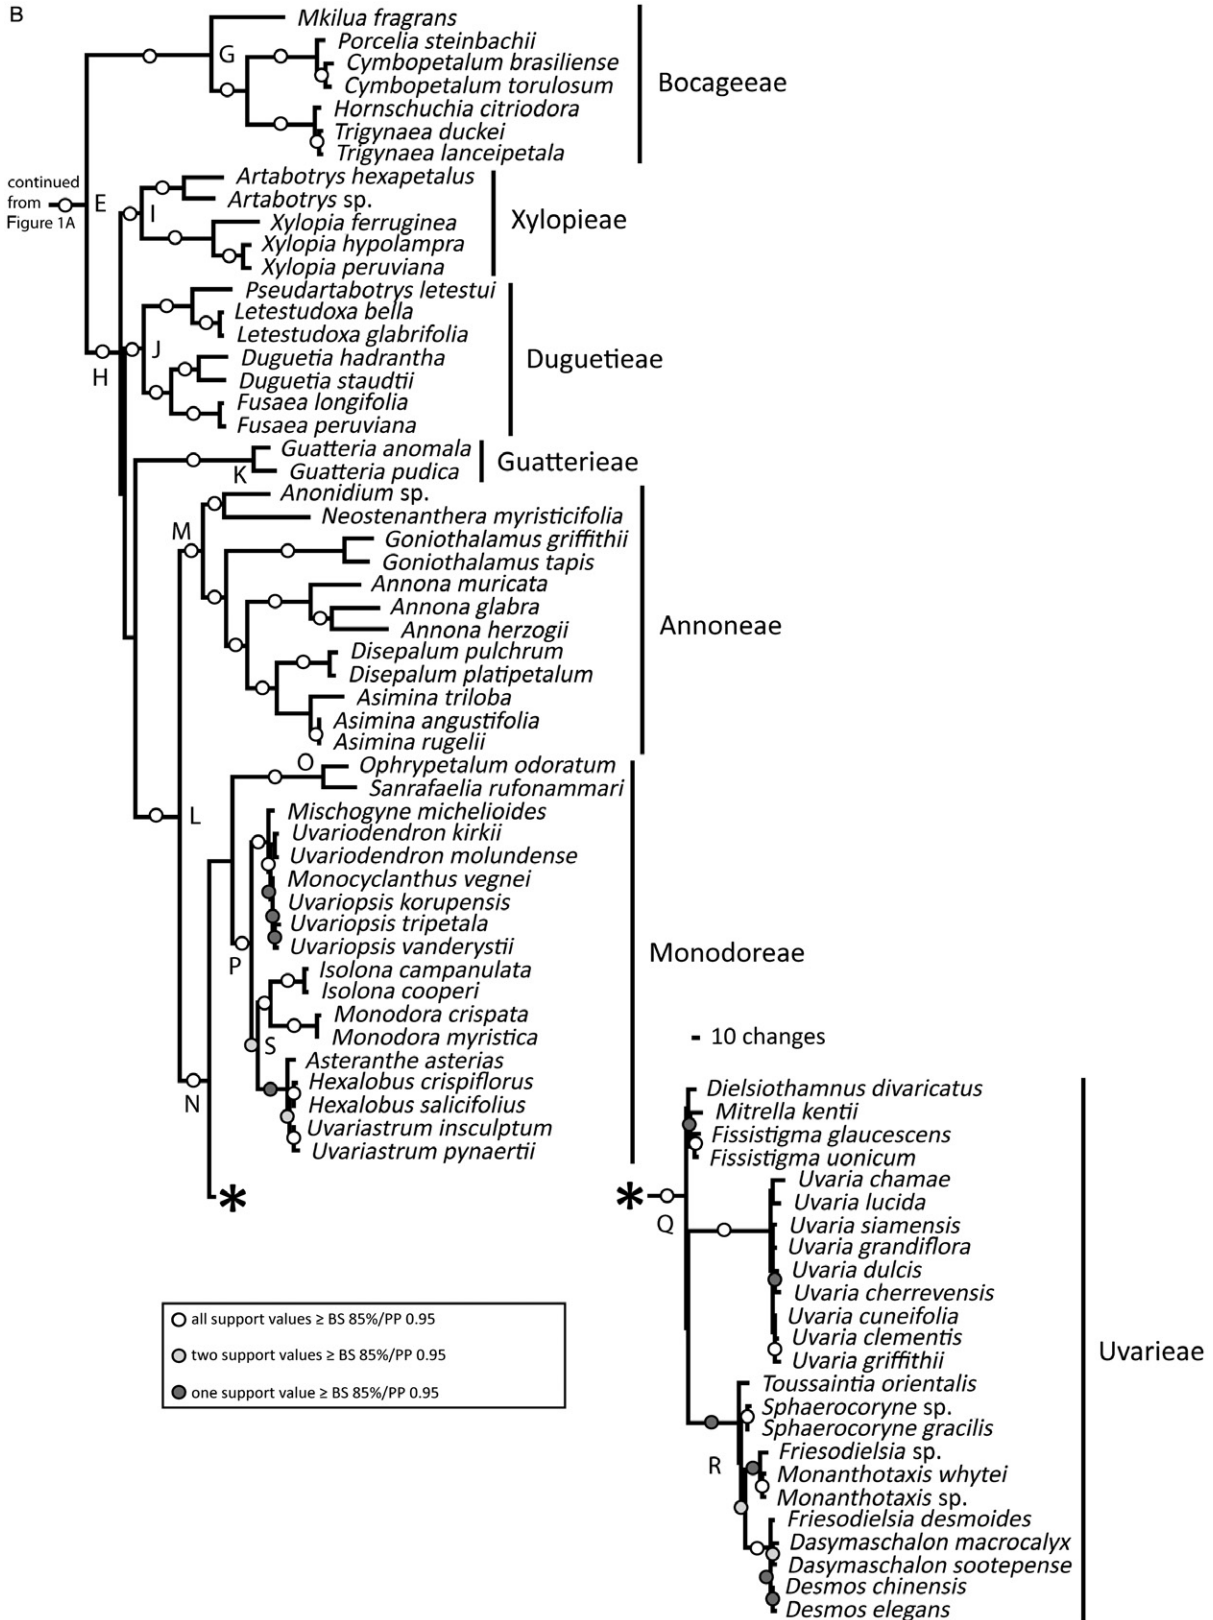 B
Mkilua fragrans
G
Porcelia steinbachii
Cymbopetalum brasiliense
Cymbopetalum torulosum
Bocageeae
Hornschuchia citriodora
Trigynaea duckei
Trigynaea lanceipetala
continued
from
Figure 1A
E
Artabotrys hexapetalus
Artabotrys sp.
I
Xylopia ferruginea
Xylopieae
Xylopia hypolampra
Xylopia peruviana
Pseudartabotrys letestui
Letestudoxa bella
Letestudoxa glabrifolia
J
Duguetia hadrantha
Duguetieae
H
Duguetia staudtii
Fusaea longifolia
Fusaea peruviana
Guatteria anomala
Guatterieae
K
Guatteria pudica
Anonidium sp.
Neostenanthera myristicifolia
M
Goniothalamus griffithii
Goniothalamus tapis
Annona muricata
Annona glabra
Annona herzogii
Annoneae
Disepalum pulchrum
Disepalum platipetalum
Asimina triloba
Asimina angustifolia
Asimina rugelii
O
Ophrypetalum odoratum
Sanrafaelia rufonammari
L
Mischogyne michelioides
Uvariodendron kirkii
Uvariodendron molundense
Monocyclanthus vegnei
Uvariopsis korupensis
Uvariopsis tripetala
Uvariopsis vanderystii
Monodoreae
P
Isolona campanulata
Isolona cooperi
Monodora crispata
Monodora myristica
S
Asteranthe asterias
Hexalobus crispiflorus
Hexalobus salicifolius
N
Uvariastrum insculptum
Uvariastrum pynaertii
*
10 changes
Dielsiothamnus divaricatus
Mitrella kentii
Fissistigma glaucescens
Fissistigma uonicum
*
Q
Uvaria chamae
Uvaria lucida
Uvaria siamensis
Uvaria grandiflora
Uvaria dulcis
Uvaria cherrevensis
Uvaria cuneifolia
Uvaria clementis
Uvaria griffithii
Uvarieae
Toussaintia orientalis
Sphaerocoryne sp.
Sphaerocoryne gracilis
R
Friesodielsia sp.
Monanthotaxis whytei
Monanthotaxis sp.
Friesodielsia desmoides
Dasymaschalon macrocalyx
Dasymaschalon sootepense
Desmos chinensis
Desmos elegans
all support values ≥ BS 85%/PP 0.95
two support values ≥ BS 85%/PP 0.95
one support value ≥ BS 85%/PP 0.95